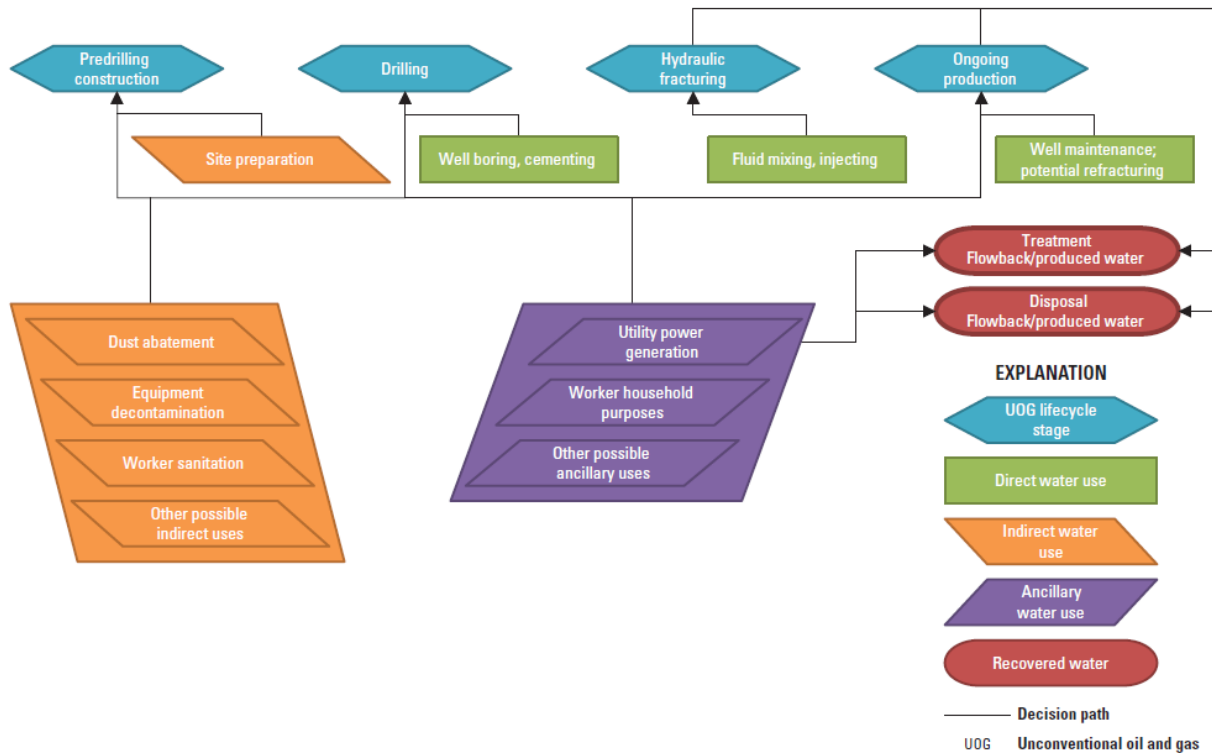 Predrilling
construction
Drilling
Hydraulic
fracturing
Ongoing
production
Site preparation
Well boring, cementing
Fluid mixing, injecting
Well maintenance;
potential refracturing
Treatment
Flowback/produced water
Disposal
Flowback/produced water
Dust abatement
Equipment
decontamination
Worker sanitation
Other possible
indirect uses
Utility power
generation
Worker household
purposes
Other possible
ancillary uses
EXPLANATION
UOG lifecycle
stage
Direct water use
Indirect water
use
Ancillary
water use
Recovered water
Decision path
UOG Unconventional oil and gas